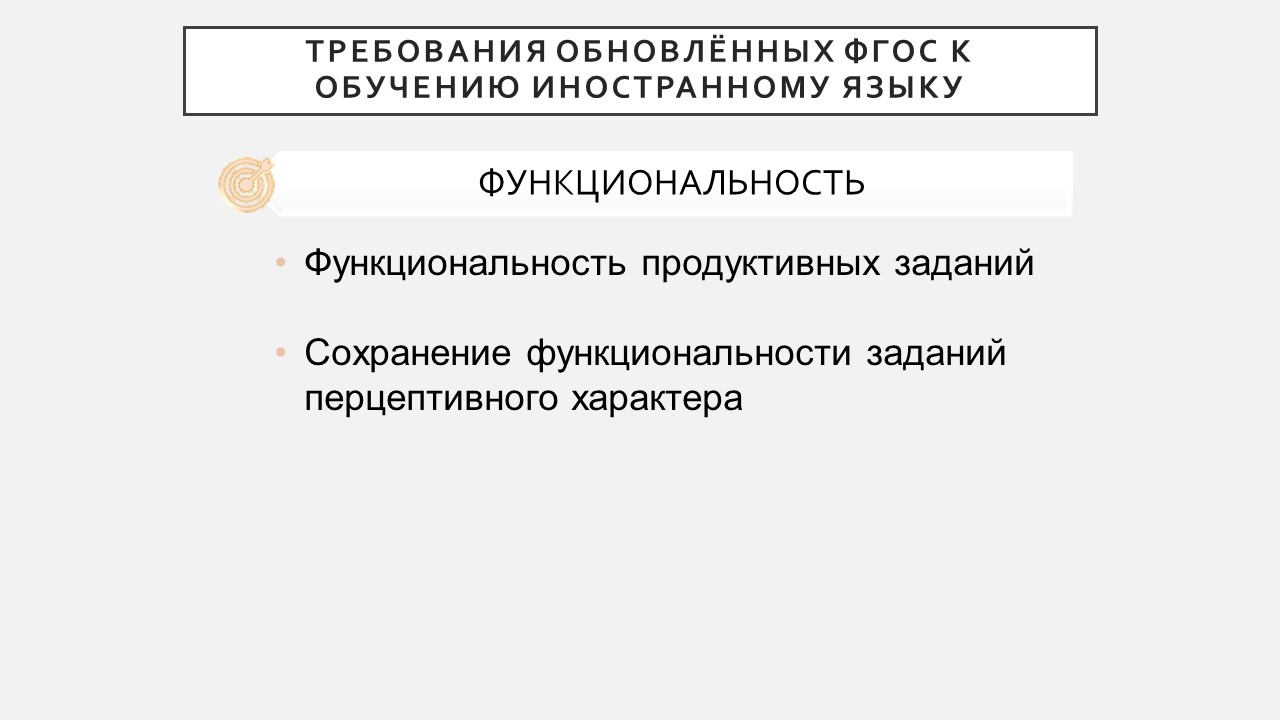 ТРЕБОВАНИЯ ОБНОВЛЁННЫХ ФГОС К
ОБУЧЕНИЮ ИНОСТРАННОМУ ЯЗЫКУ
ФУНКЦИОНАЛЬНОСТЬ
• Функциональность продуктивных заданий
• Сохранение функциональности заданий
перцептивного характера